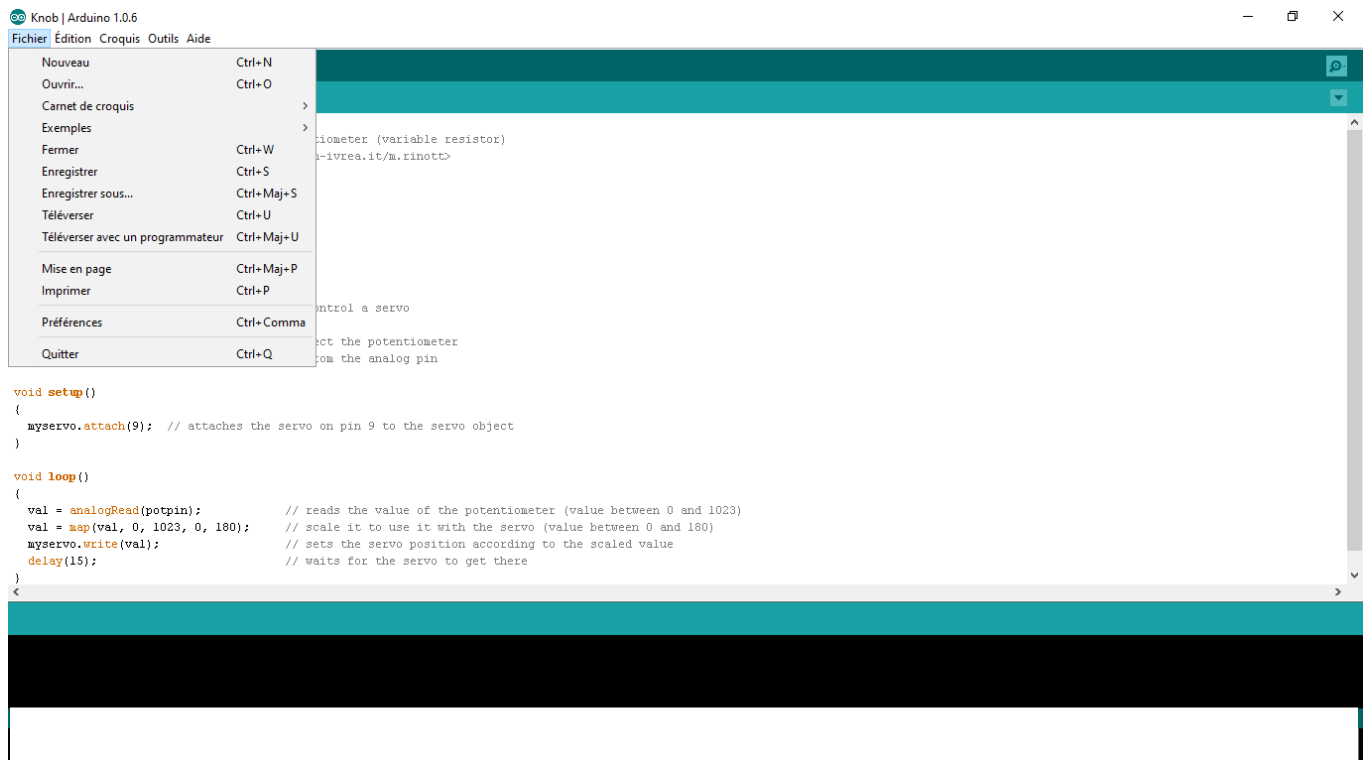 Knob | Arduino 1.0.6
Fichier Édition Croquis Outils Aide
Nouveau Ctrl+N
Ouvrir... Ctrl+O
Carnet de croquis
Exemples
Fermer Ctrl+W
Enregistrer Ctrl+S
Enregistrer sous... Ctrl+Maj+S
Téléverser Ctrl+U
Téléverser avec un programmateur Ctrl+Maj+U
Mise en page Ctrl+Maj+P
Imprimer Ctrl+P
Préférences Ctrl+Comma
Quitter Ctrl+Q
(variable resistor)
-ivrea.it/m.rinott>
a servo
the potentiometer
the analog pin
void setup()
{
myservo.attach(9); // attaches the servo on pin 9 to the servo object
}
void loop()
{
val = analogRead(potpin); // reads the value of the potentiometer (value between 0 and 1023)
val = map(val, 0, 1023, 0, 180); // scale it to use it with the servo (value between 0 and 180)
myservo.write(val); // sets the servo position according to the scaled value
delay(15); // waits for the servo to get there
}